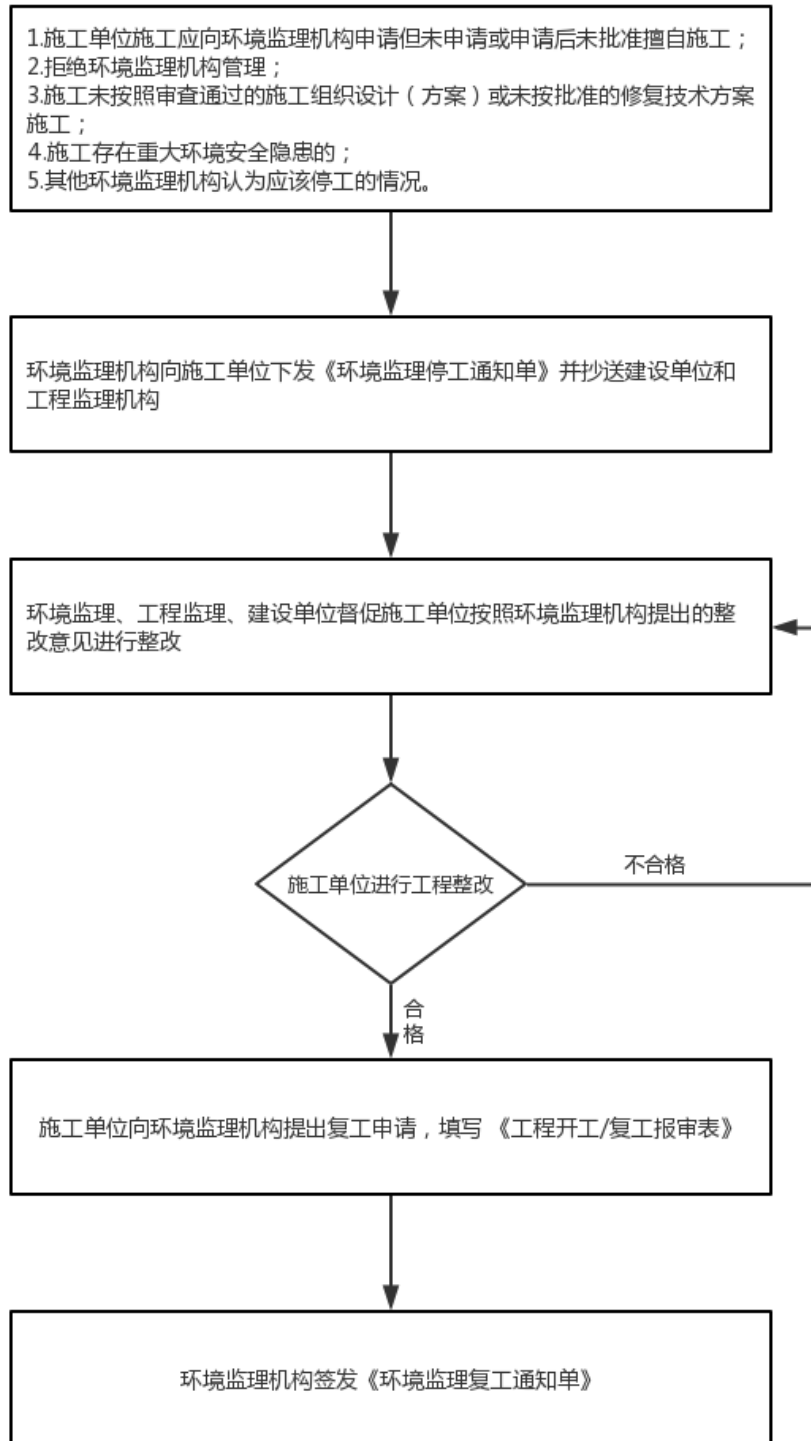 1.施工单位施工应向环境监理机构申请但未申请或申请后未批准擅自施工；
2.拒绝环境监理机构管理；
3.施工未按照审查通过的施工组织设计（方案）或未按批准的修复技术方案
施工；
4.施工存在重大环境安全隐患的；
5.其他环境监理机构认为应该停工的情况。
环境监理机构向施工单位下发《环境监理停工通知单》并抄送建设单位和
工程监理机构
环境监理、工程监理、建设单位督促施工单位按照环境监理机构提出的整
改意见进行整改
施工单位进行工程整改
不合格
合
格
施工单位向环境监理机构提出复工申请，填写 《工程开工/复工报审表》
环境监理机构签发《环境监理复工通知单》